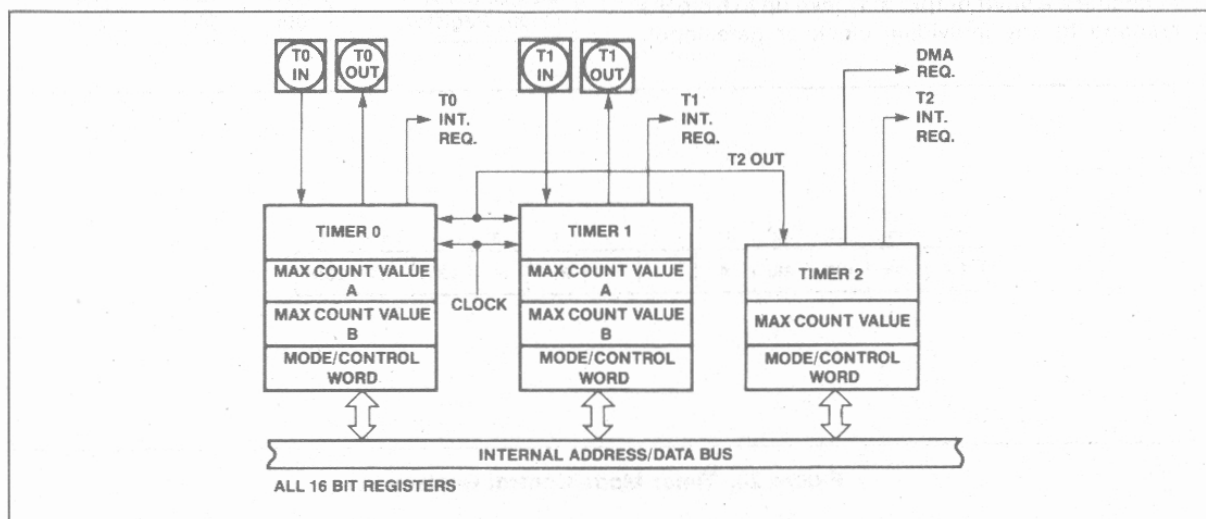 T0
IN
T0
OUT
T1
IN
T1
OUT
DMA
REQ.
T0
INT.
REQ.
T1
INT.
REQ.
T2
INT.
REQ.
T2 OUT
TIMER 0
TIMER 1
TIMER 2
MAX COUNT VALUE
A
MAX COUNT VALUE
B
MODE/CONTROL
WORD
CLOCK
MAX COUNT VALUE
A
MAX COUNT VALUE
B
MODE/CONTROL
WORD
MAX COUNT VALUE
MODE/CONTROL
WORD
INTERNAL ADDRESS/DATA BUS
ALL 16 BIT REGISTERS